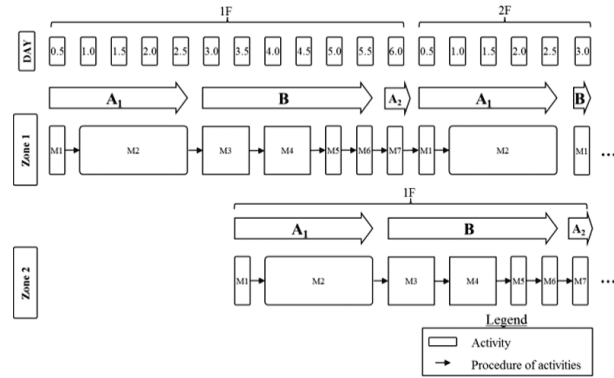 1F 2F
DAY 0.5 1.0 1.5 2.0 2.5 3.0 3.5 4.0 4.5 5.0 5.5 6.0 0.5 1.0 1.5 2.0 2.5 3.0
A1 B A2 A1 B
Zone 1 M1 M2 M3 M4 M5 M6 M7 M1 M2 M1 ...
1F
A1 B A2
Zone 2 M1 M2 M3 M4 M5 M6 M7 ...
Legend
Activity
Procedure of activities